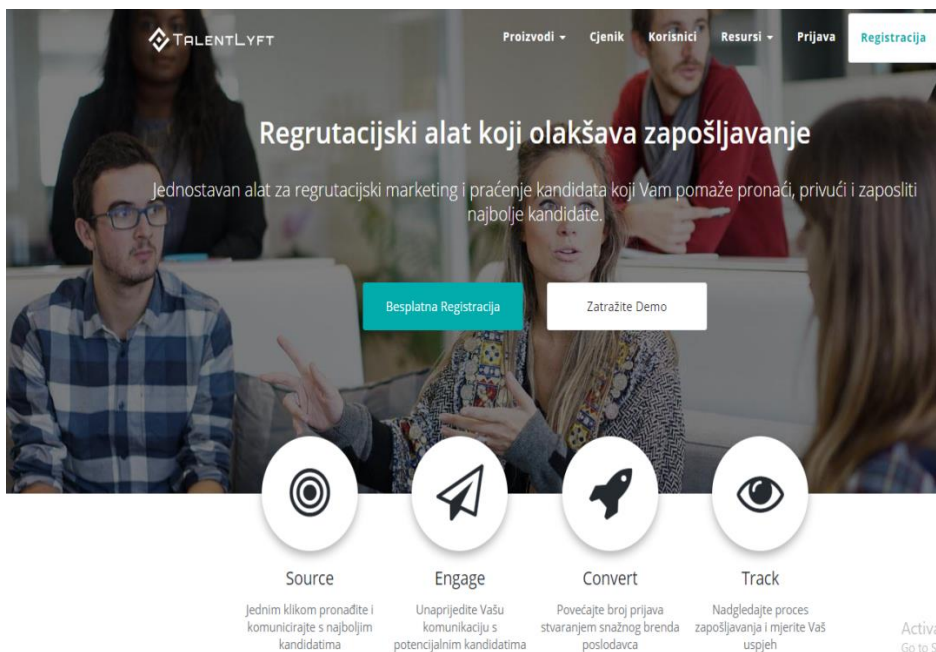 TALENTLYFT
Proizvodi Cjenik Korisnici Resursi Prijava Registracija
Regrutacijski alat koji olakšava zapošljavanje
Jednostavan alat za regrutacijski marketing i praćenje kandidata koji Vam pomaže pronaći, privući i zaposliti
najbolje kandidate.
Besplatna Registracija Zatražite Demo
Source Engage Convert Track
Jednim klikom pronađite i
komunicirajte s najboljim
kandidatima
Unaprijedite Vašu
komunikaciju s
potencijalnim kandidatima
Povećajte broj prijava
stvaranjem snažnog brenda
poslodavca
Nadgledajte proces
zapošljavanja i mjerite Vaš
uspjeh
Activa
Go to S